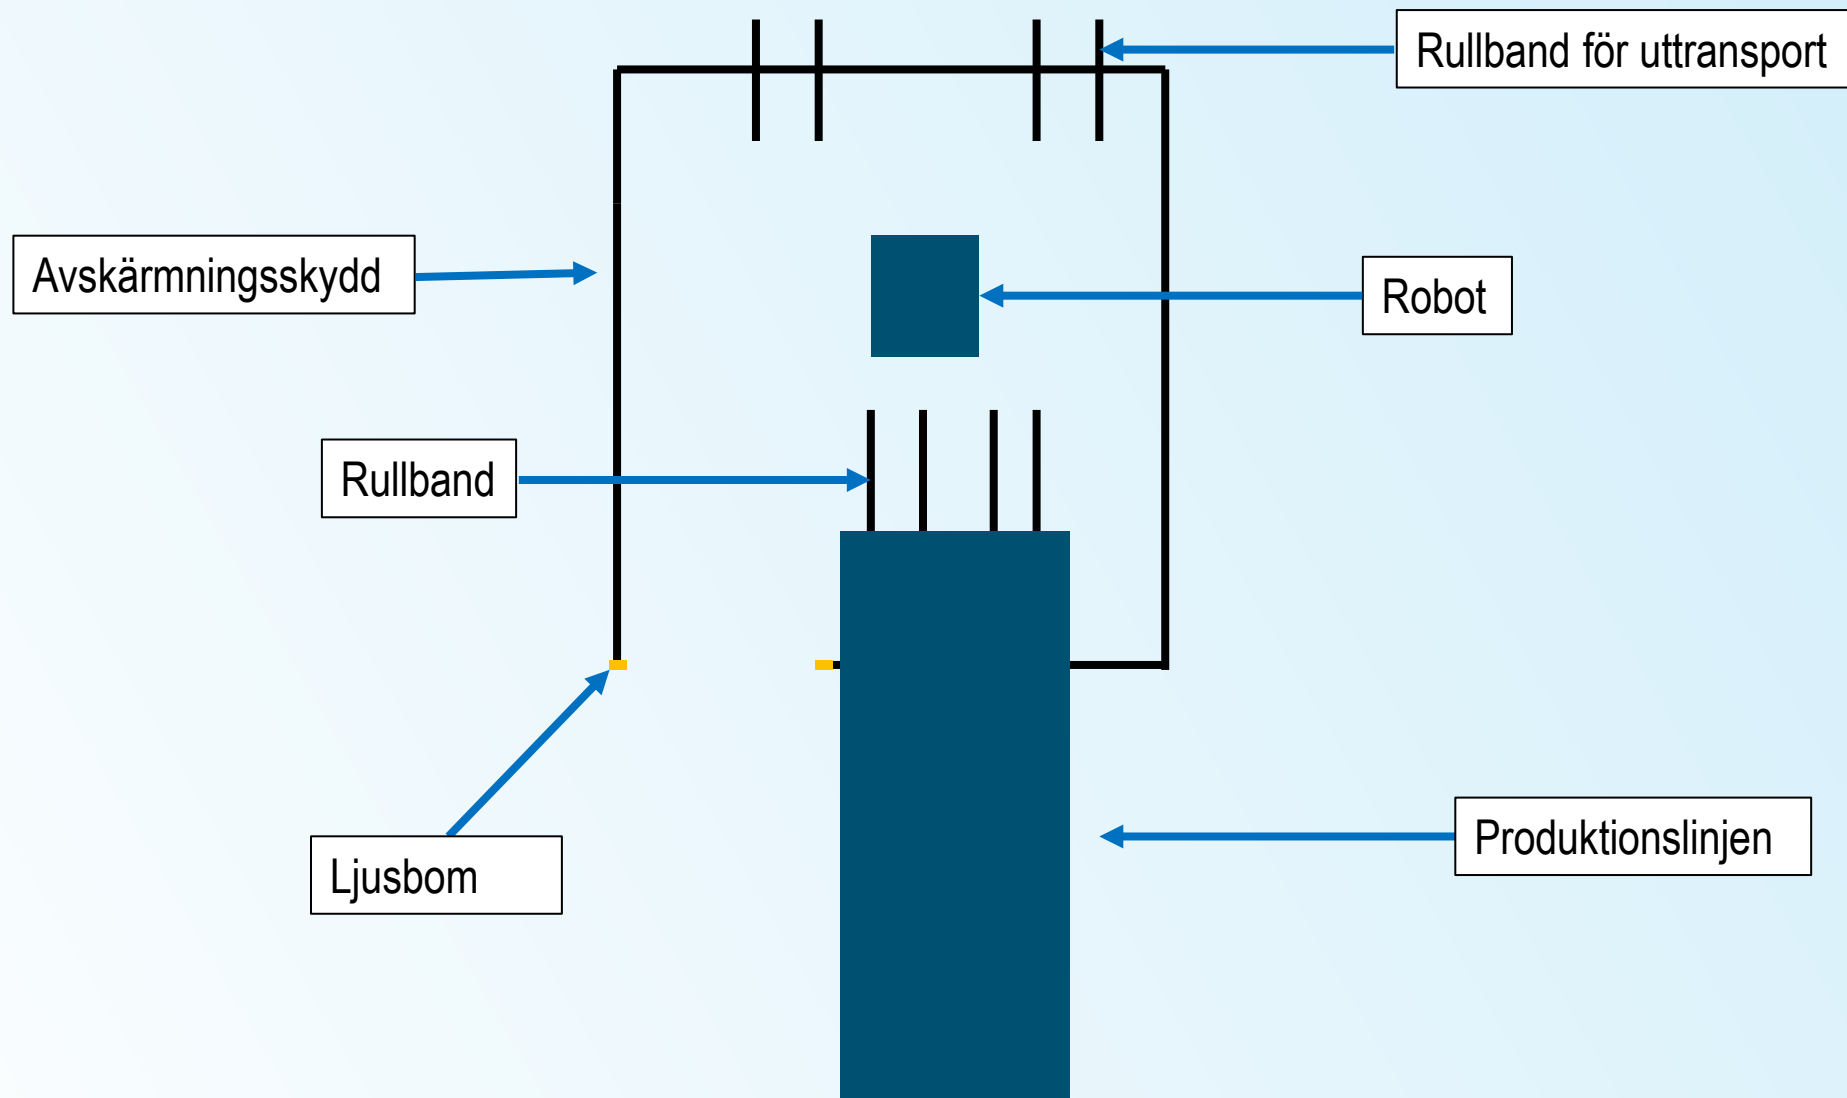 Rullband för uttransport
Avskärmningsskydd
Robot
Rullband
Produktionslinjen
Ljusbom